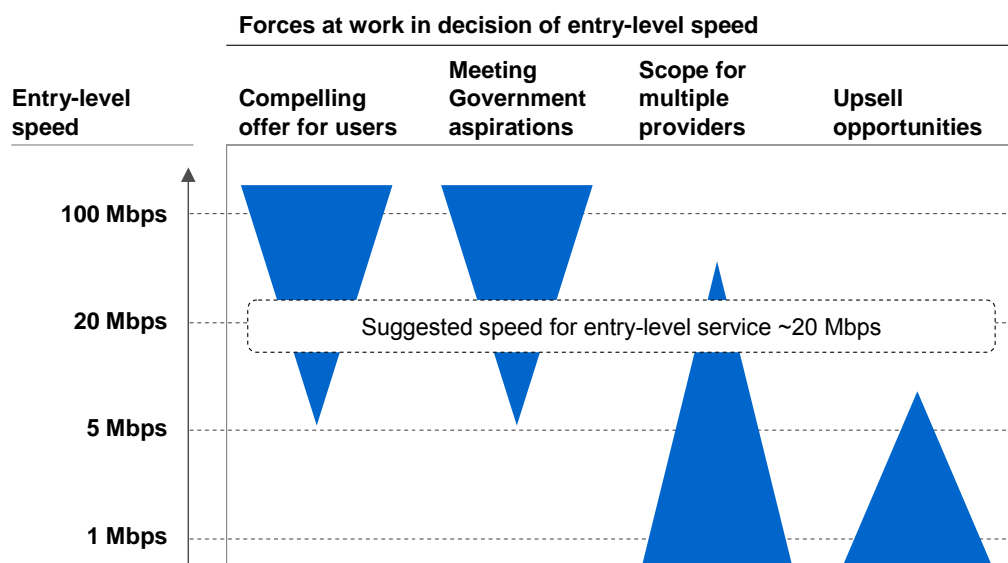 Forces at work in decision of entry-level speed
Entry-level
speed
Compelling
offer for users
Meeting
Government
aspirations
Scope for
multiple
providers
Upsell
opportunities
100 Mbps
20 Mbps
Suggested speed for entry-level service ~20 Mbps
5 Mbps
1 Mbps